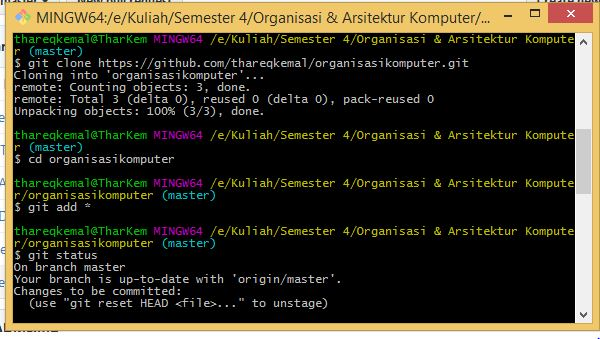 MINGW64:/e/Kuliah/Semester 4/Organisasi & Arsitektur Komputer/...
thareqkemal@TharKem MINGW64 /e/Kuliah/Semester 4/Organisasi & Arsitektur Kompute
r (master)
$ git clone https://github.com/thareqkemal/organisasikomputer.git
Cloning into 'organisasikomputer'...
remote: Counting objects: 3, done.
remote: Total 3 (delta 0), reused 0 (delta 0), pack-reused 0
Unpacking objects: 100% (3/3), done.
thareqkemal@TharKem MINGW64 /e/Kuliah/Semester 4/Organisasi & Arsitektur Kompute
r (master)
$ cd organisasikomputer
thareqkemal@TharKem MINGW64 /e/Kuliah/Semester 4/Organisasi & Arsitektur Kompute
r/organisasikomputer (master)
$ git add *
thareqkemal@TharKem MINGW64 /e/Kuliah/Semester 4/Organisasi & Arsitektur Kompute
r/organisasikomputer (master)
$ git status
On branch master
Your branch is up-to-date with 'origin/master'.
Changes to be committed:
(use "git reset HEAD <file>..." to unstage)